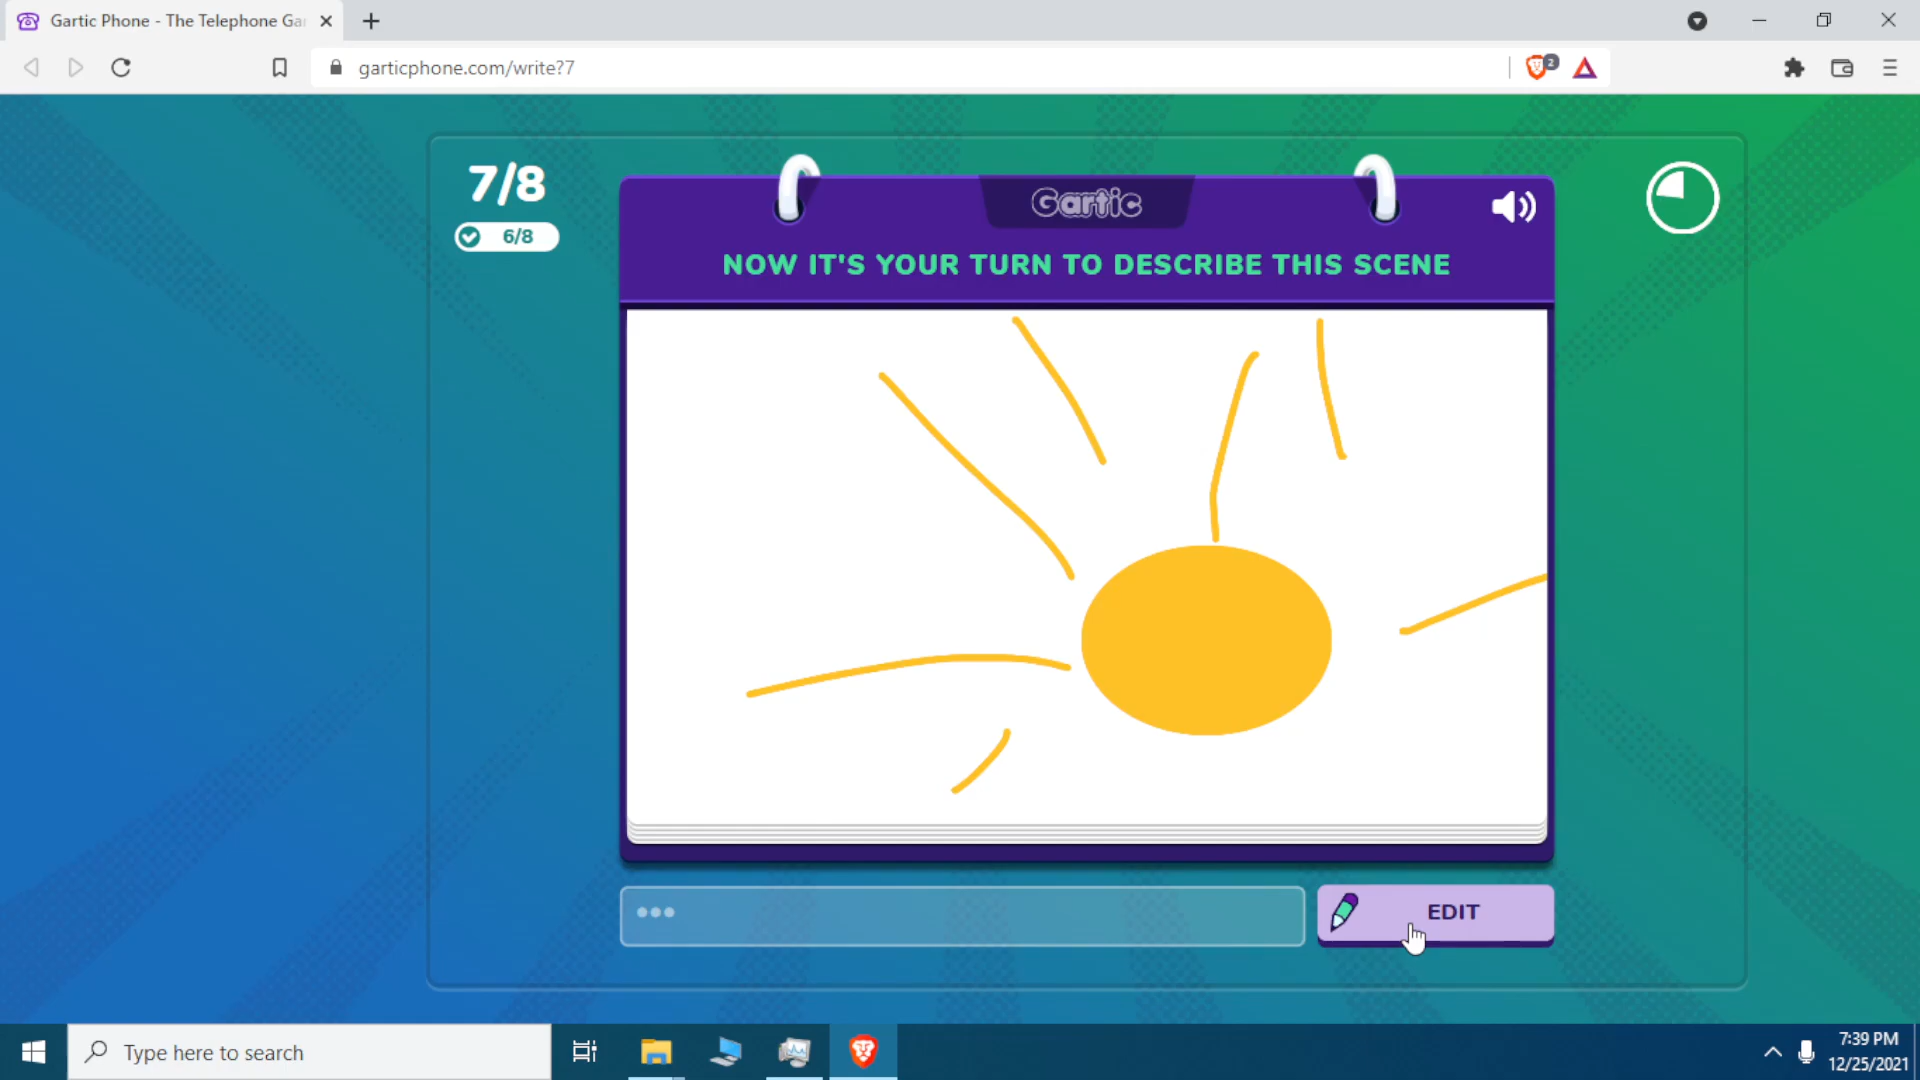 Gartic Phone - The Telephone Ga
garticphone.com/write?7
2
7/8
6/8
Gartic
NOW IT'S YOUR TURN TO DESCRIBE THIS SCENE
•••
EDIT
Type here to search
7:39 PM
12/25/2021